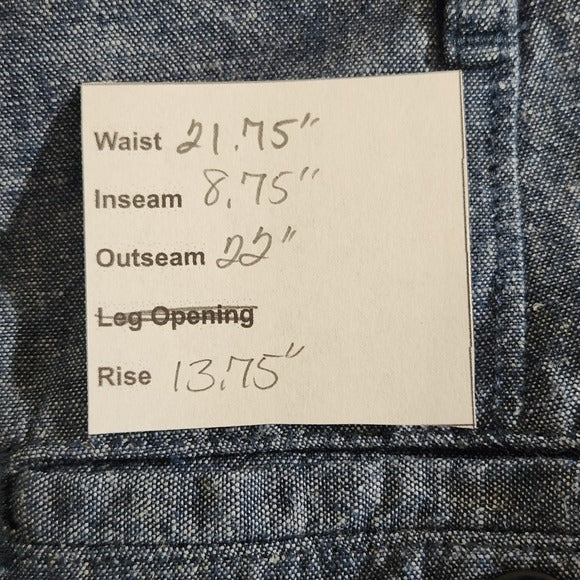 Waist 21.75"
Inseam 8.75"
Outseam 22"
Leg Opening
Rise 13.75"